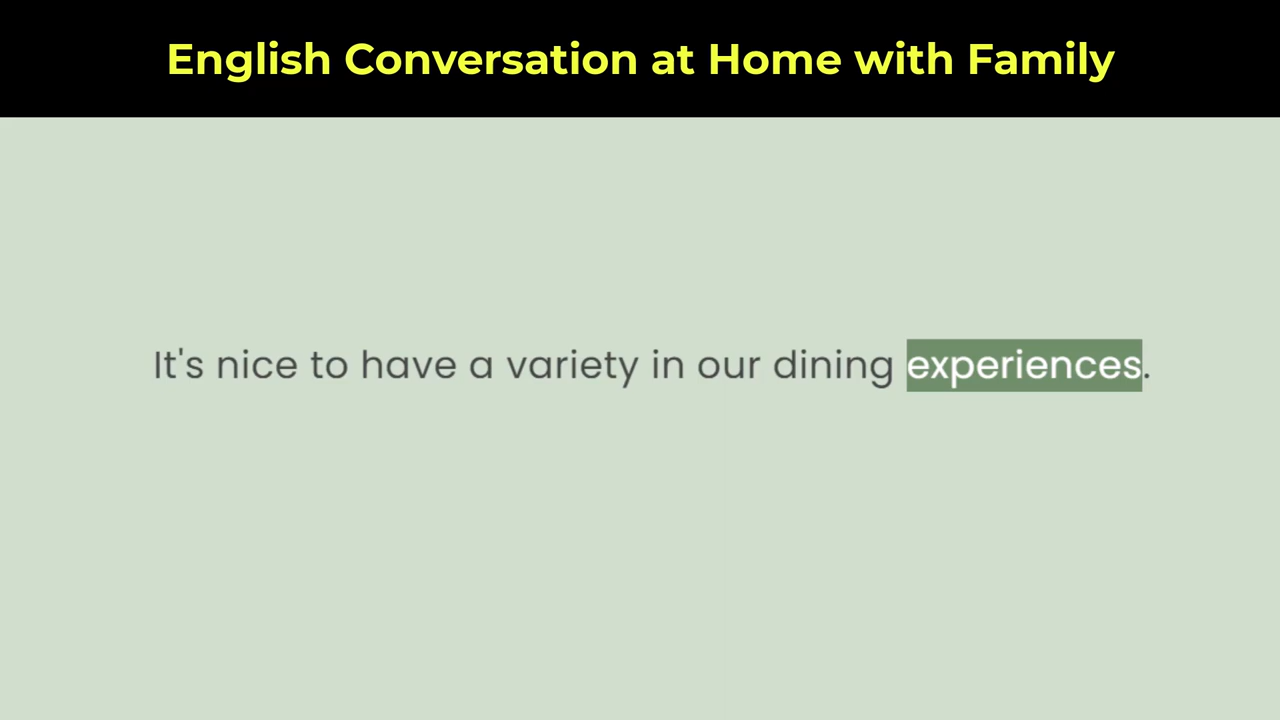 English Conversation at Home with Family
It's nice to have a variety in our dining experiences.